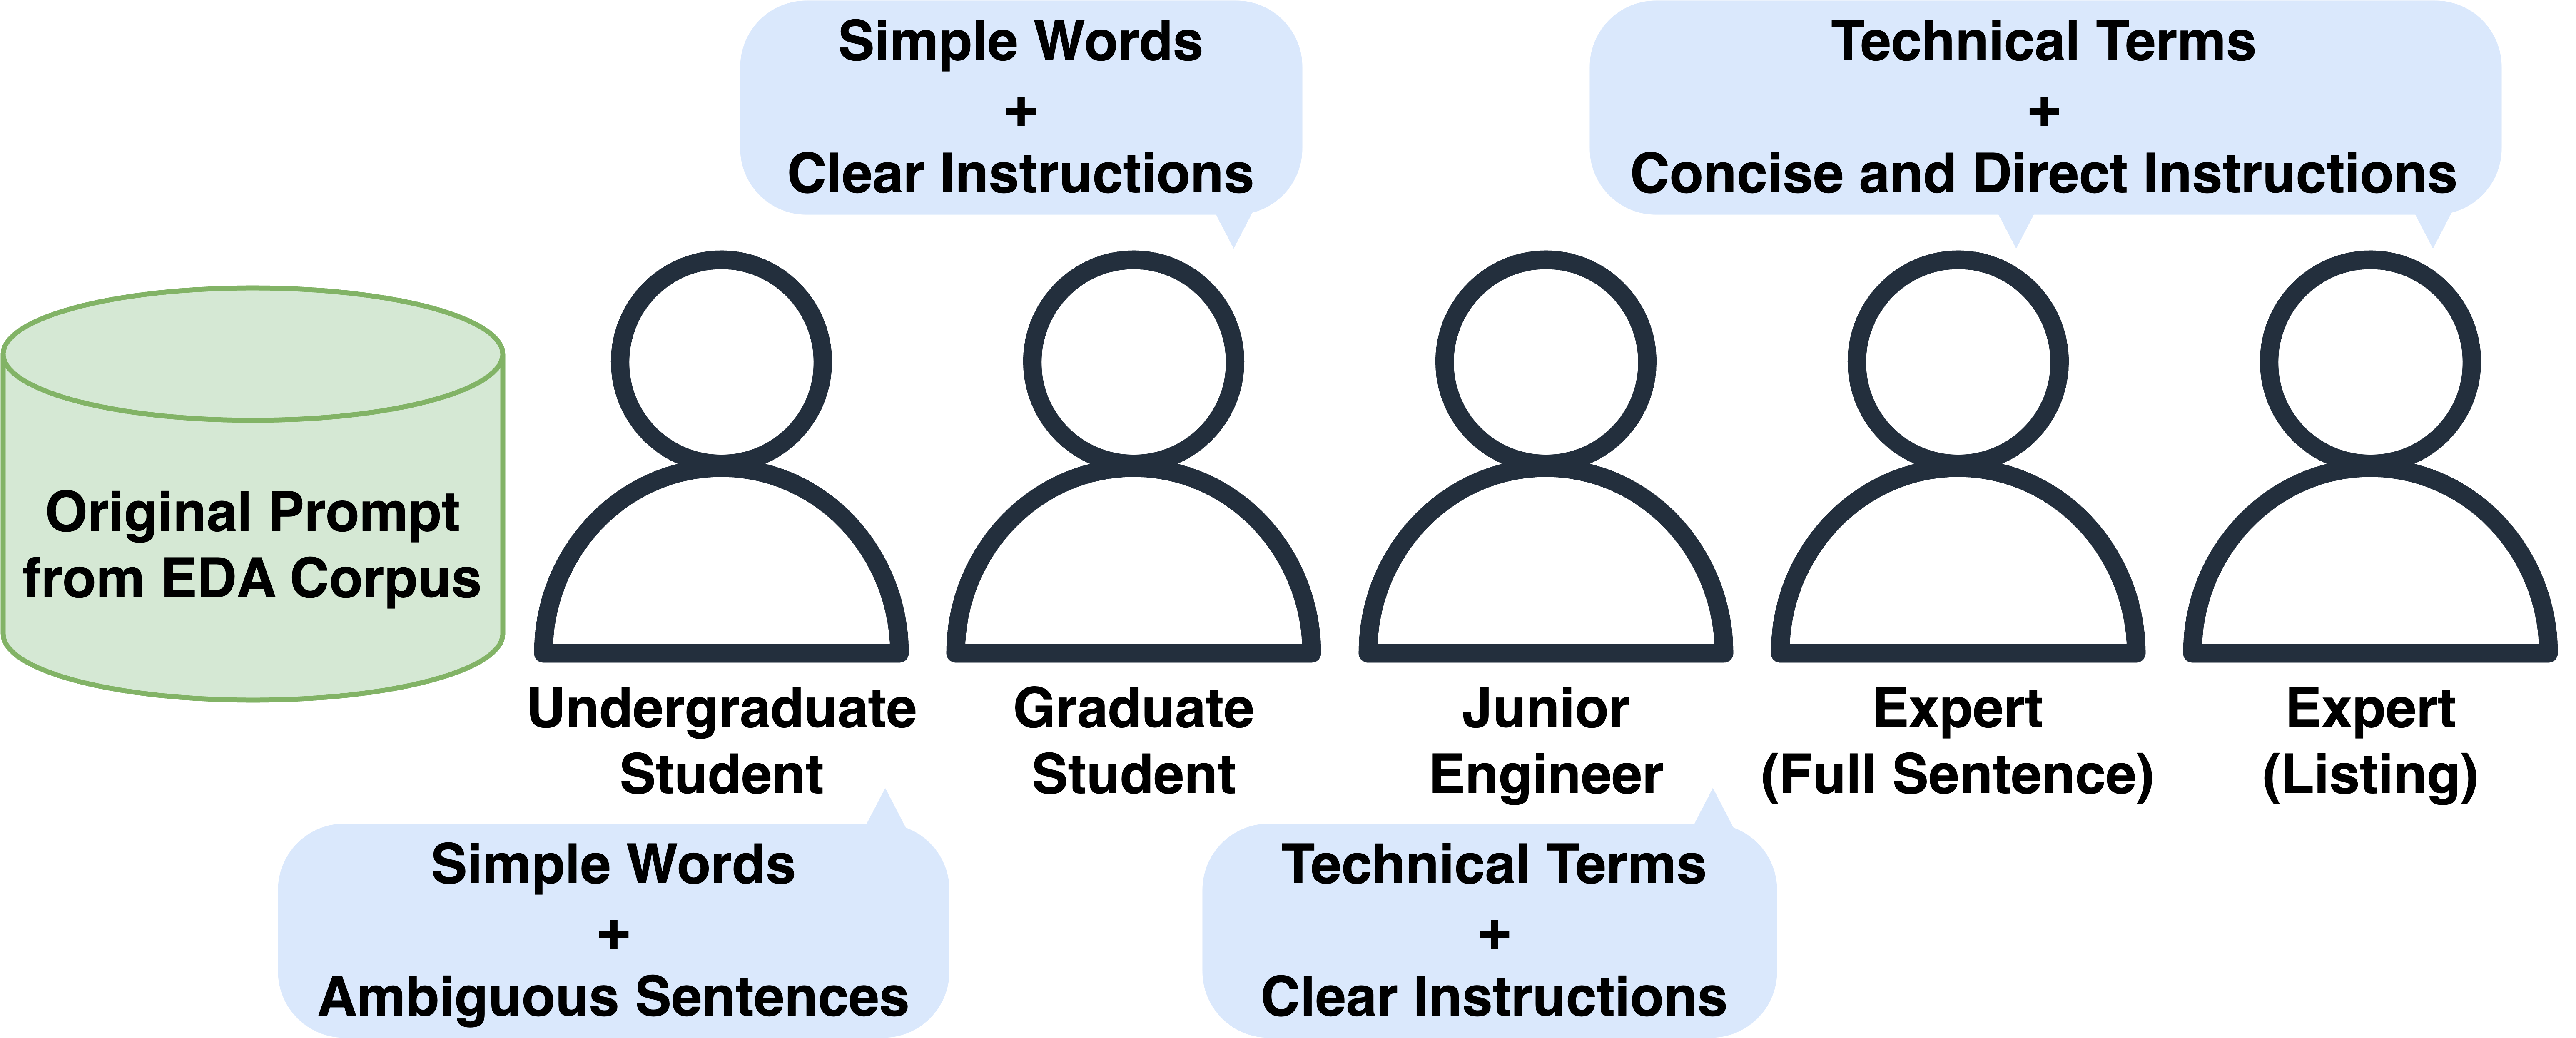 Simple Words
+
Clear Instructions
Technical Terms
+
Concise and Direct Instructions
Original Prompt
from EDA Corpus
Undergraduate
Student
Graduate
Student
Junior
Engineer
Expert
(Full Sentence)
Expert
(Listing)
Simple Words
+
Ambiguous Sentences
Technical Terms
+
Clear Instructions